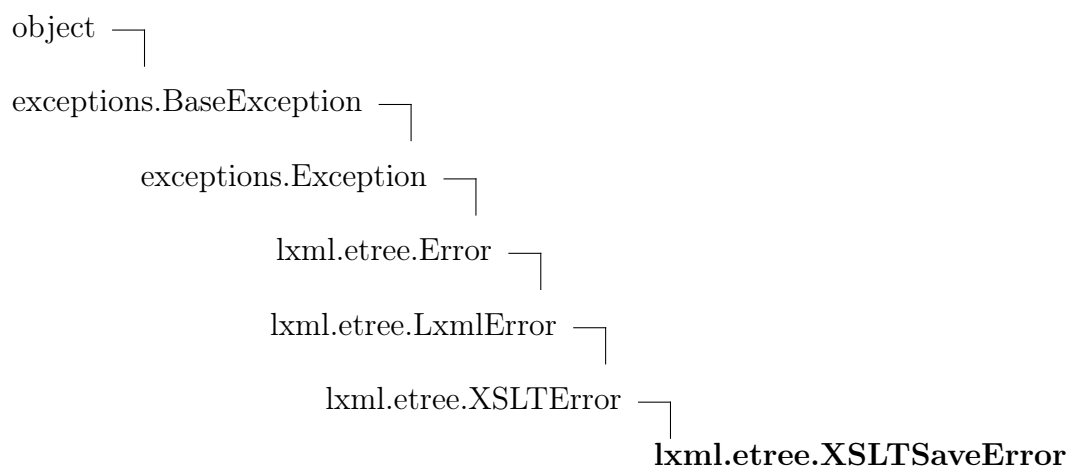 object
exceptions.BaseException
exceptions.Exception
lxml.etree.Error
lxml.etree.LxmlError
lxml.etree.XSLTError
lxml.etree.XSLTSaveError